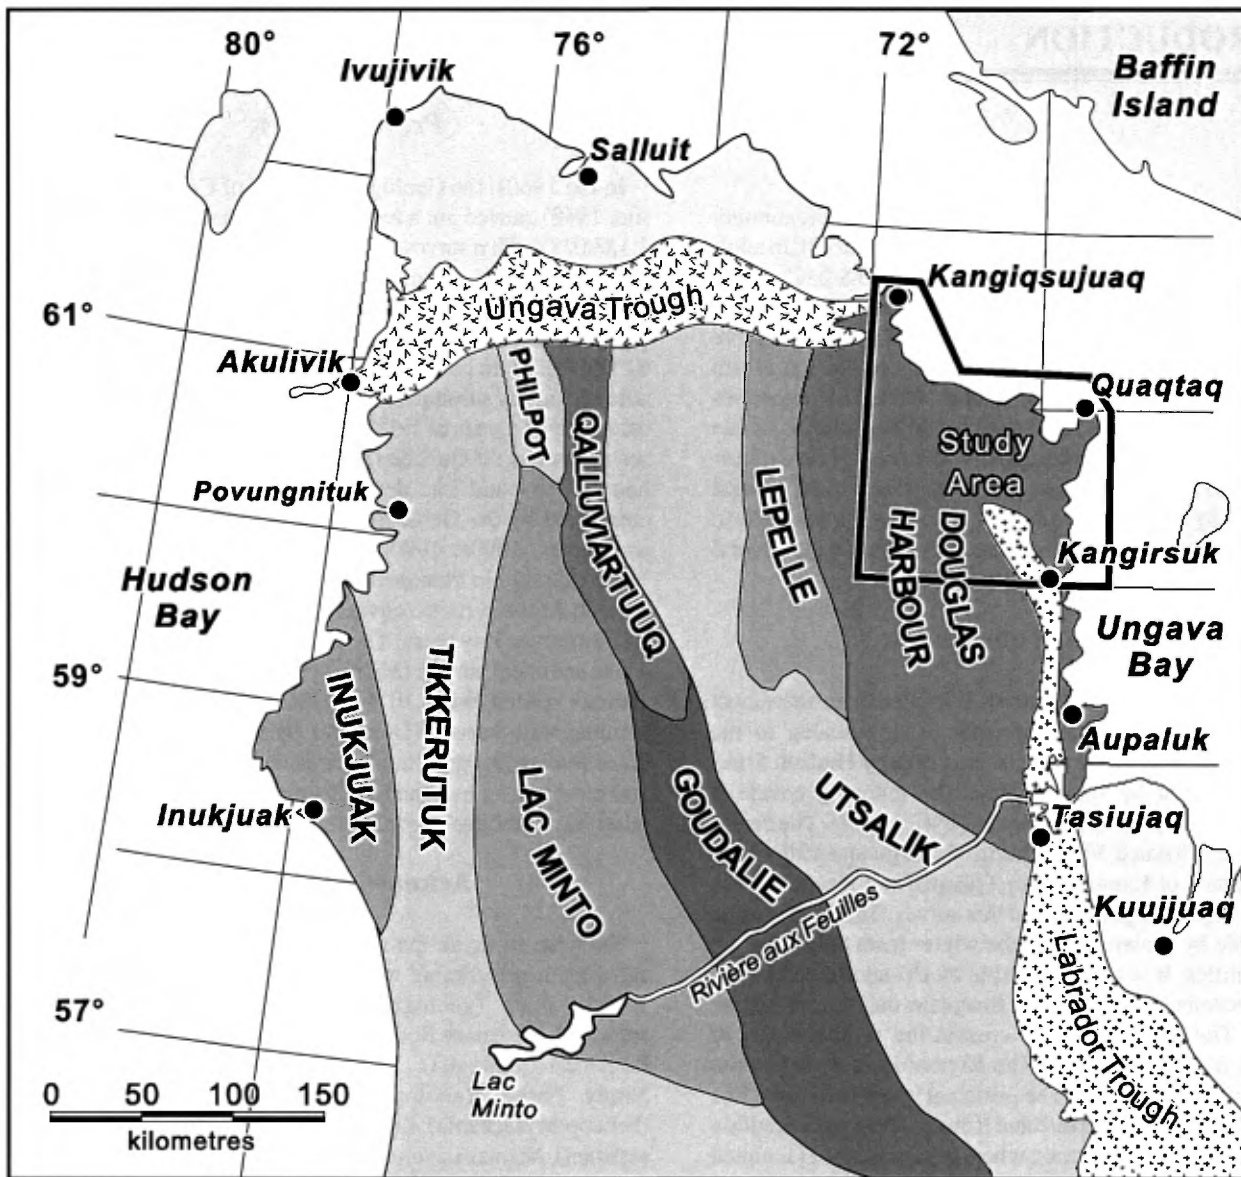 80°
76°
72°
Ivujivik
Baffin
Island
Salluit
Kangiqsujuaq
Ungava Trough
61°
Akulivik
PHILPOT
Quaqtaq
QALLUVIARTUUQ
Study
Area
LEPELLE
Povungnituk
DOUGLAS
HARBOUR
Kangirsuk
Hudson
Bay
Ungava
Bay
59°
TIKKERUTUK
INUKJUAK
Aupaluk
LAC MINTO
GOUDALIE
UTSALIK
Inukjuak
Tasiujaq
Kuujjuaq
Rivière aux Feuilles
57°
Labrador Trough
Lac
Minto
0 50 100 150
kilometres